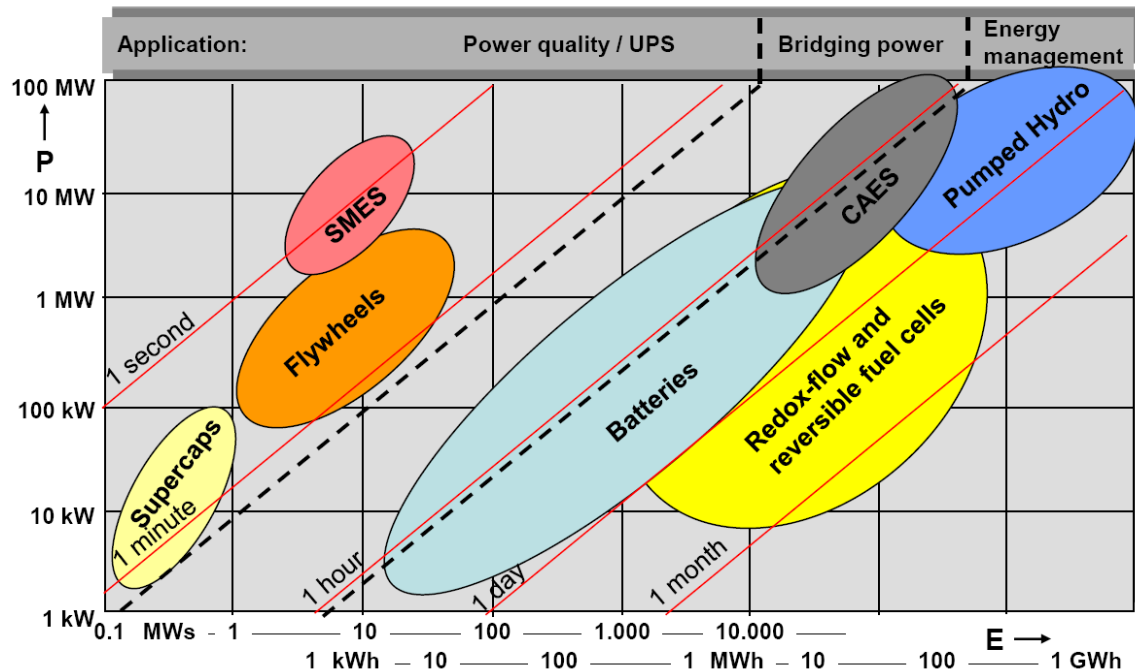 Application: Power quality / UPS Bridging power Energy
management
100 MW
P
10 MW
1 MW
100 kW
10 kW
1 kW
SMES
Flywheels
Supercaps
Batteries
CAES
Pumped Hydro
Redox-flow and
reversible fuel cells
1 second
1 minute
1 hour
1 day
1 month
0.1 MWs 1 10 100 1.000 10.000 E
1 kWh 10 100 1 MWh 10 100 1 GWh